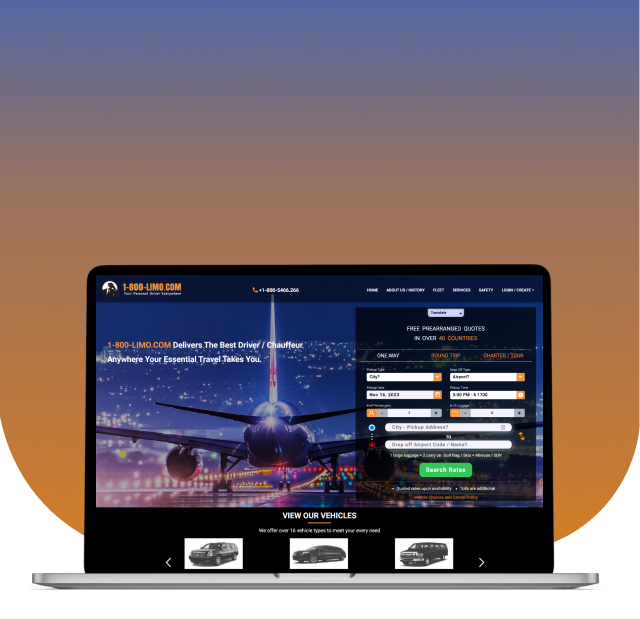 1-800-LIMO.COM
Your Personal Driver Everywhere
+1-800-5466.266
HOME ABOUT US / HISTORY FLEET SERVICES SAFETY LOGIN / CREATE
Translate
FREE PREARRANGED QUOTES
IN OVER 40 COUNTRIES
1-800-LIMO.COM Delivers The Best Driver / Chauffeur
Anywhere Your Essential Travel Takes You.
ONE WAY ROUND TRIP CHARTER / TOUR
Pickup Type Drop Off Type
City? Airport?
Pickup Date Pickup Time
Nov 16, 2023 5:00 PM - h 1700
# of Passengers # of Luggage
- 1 + - 0 +
City - Pickup Address?
TO
Drop off Airport Code / Name?
1 large luggage = 2 carry on. Golf Bag / Skis = Minivan / SUV
Search Rates
• Quoted rates upon availability • Tolls are additional
Vehicle Choices and Cancel Policy
VIEW OUR VEHICLES
We offer over 16 vehicle types to meet your every need